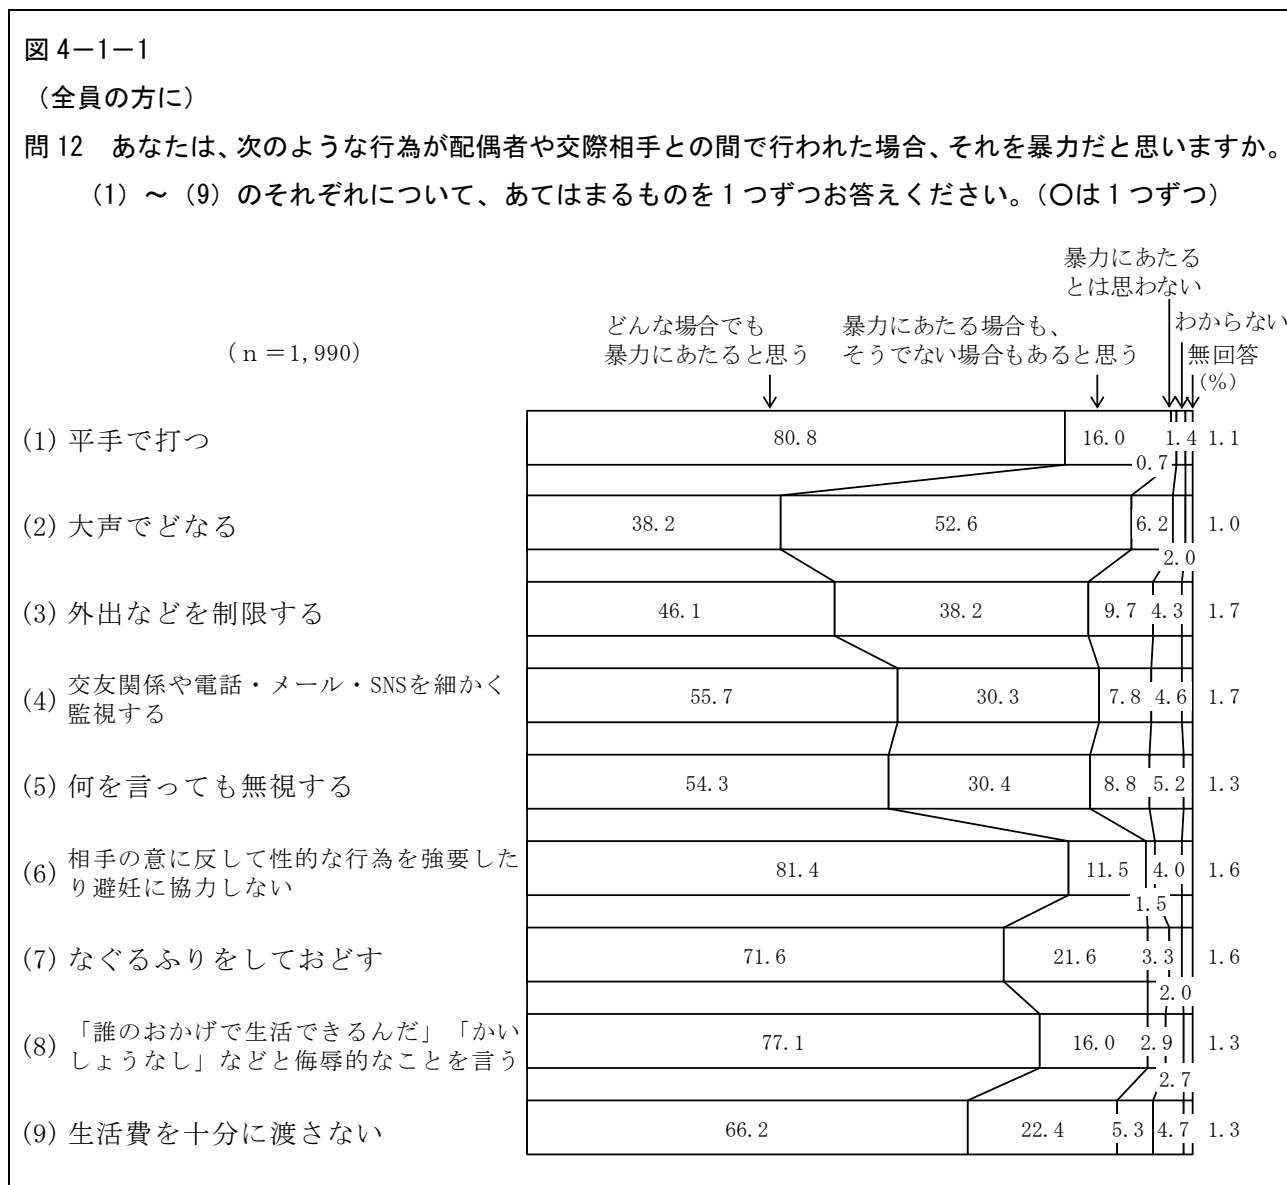 図4－1－1
（全員の方に）
問12　あなたは、次のような行為が配偶者や交際相手との間で行われた場合、それを暴力だと思いますか。
（1）～（9）のそれぞれについて、あてはまるものを1つずつお答えください。（〇は1つずつ）
暴力にあたる
とは思わない
どんな場合でも
暴力にあたると思う
暴力にあたる場合も、
そうでない場合もあると思う
わからない
無回答
(%)
（ｎ＝1,990）
(1) 平手で打つ 80.8 16.0 0.7 1.4 1.1
(2) 大声でどなる 38.2 52.6 6.2 2.0 1.0
(3) 外出などを制限する 46.1 38.2 9.7 4.3 1.7
(4) 交友関係や電話・メール・SNSを細かく
監視する 55.7 30.3 7.8 4.6 1.7
(5) 何を言っても無視する 54.3 30.4 8.8 5.2 1.3
(6) 相手の意に反して性的な行為を強要した
り避妊に協力しない 81.4 11.5 1.5 4.0 1.6
(7) なぐるふりをしておどす 71.6 21.6 3.3 2.0 1.6
(8) 「誰のおかげで生活できるんだ」「かい
しょうなし」などと侮辱的なことを言う 77.1 16.0 2.9 2.7 1.3
(9) 生活費を十分に渡さない 66.2 22.4 5.3 4.7 1.3